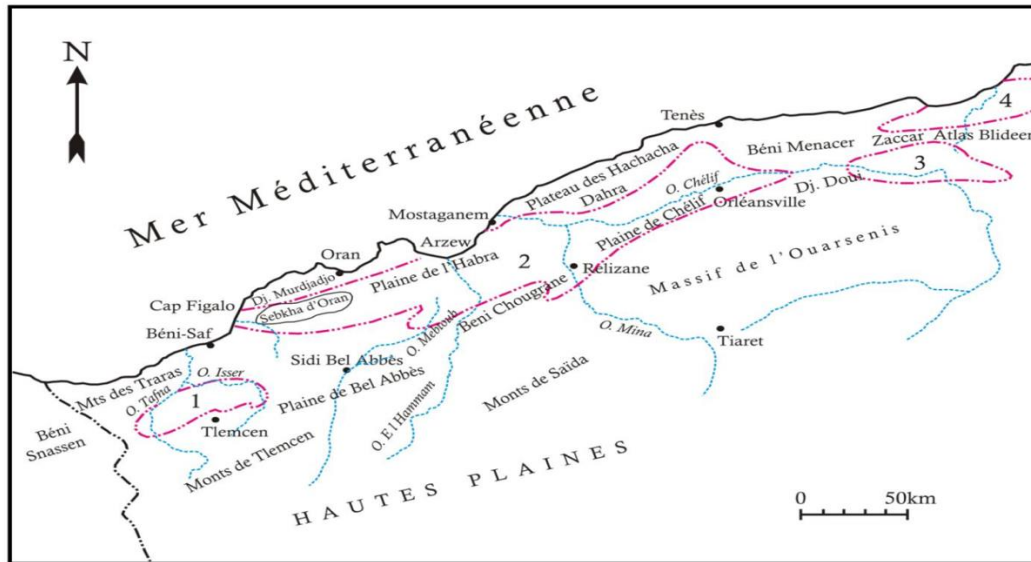 N
Mer Méditerranéenne
Tenès
4
Béni Menacer
Zaccar
Atlas Blideen
3
Plateau des Hachacha
Dahra
O. Chélif
Dj. Doui
Orléansville
Mostaganem
Plaine de Chélif
Arzew
Oran
Plaine de l'Habra
2
Rélizane
Massif de l'Ouarsenis
Dj. Murdjadjo
Cap Figalo
Sebkha d'Oran
Béni-Saf
Beni Chougrane
O. Mebtouh
O. Mina
Tiaret
Sidi Bel Abbès
Mts des Traras
O. Isser
O. Tafna
1
Plaine de Bel Abbès
O. El Hammam
Monts de Saïda
Béni
Snassen
Tlemcen
Monts de Tlemcen
HAUTES PLAINES
0 50km